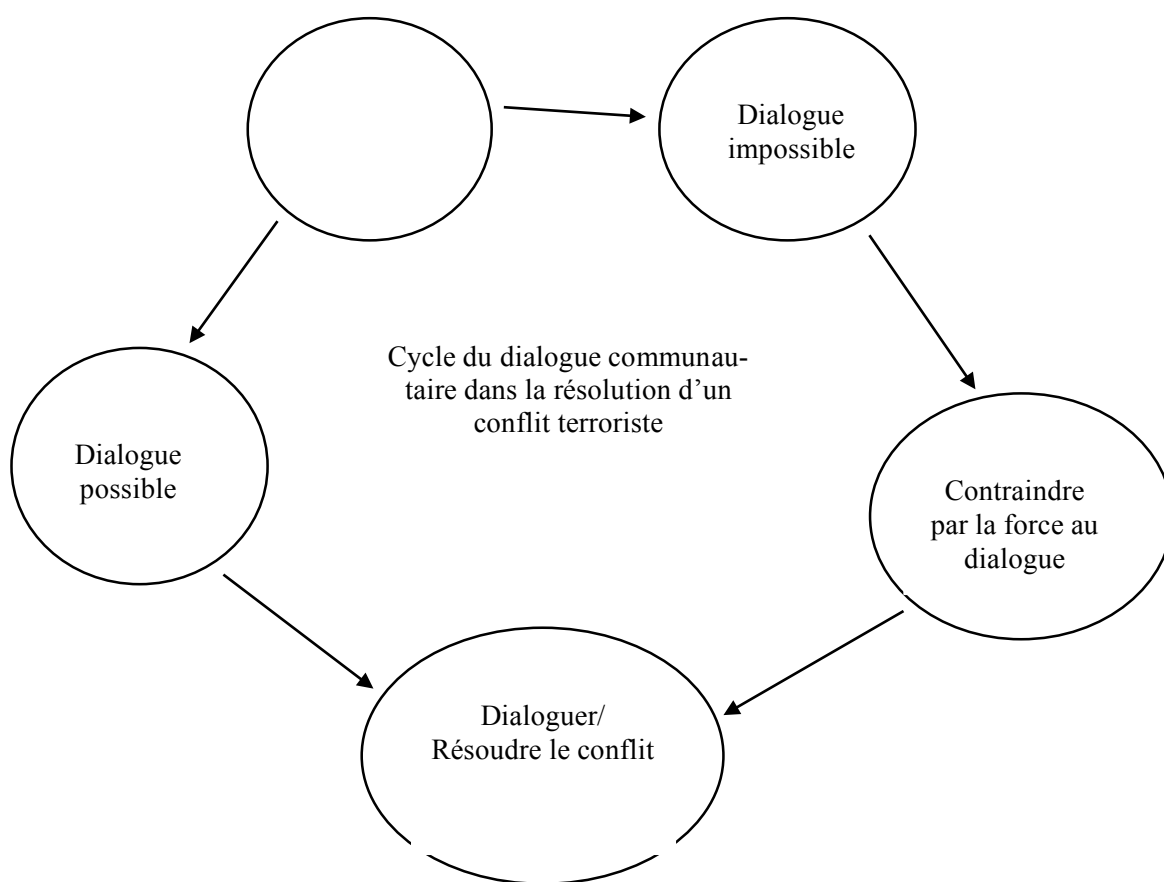 Dialogue
impossible
Cycle du dialogue communau-
taire dans la résolution d’un
conflit terroriste
Dialogue
possible
Contraindre
par la force au
dialogue
Dialoguer/
Résoudre le conflit